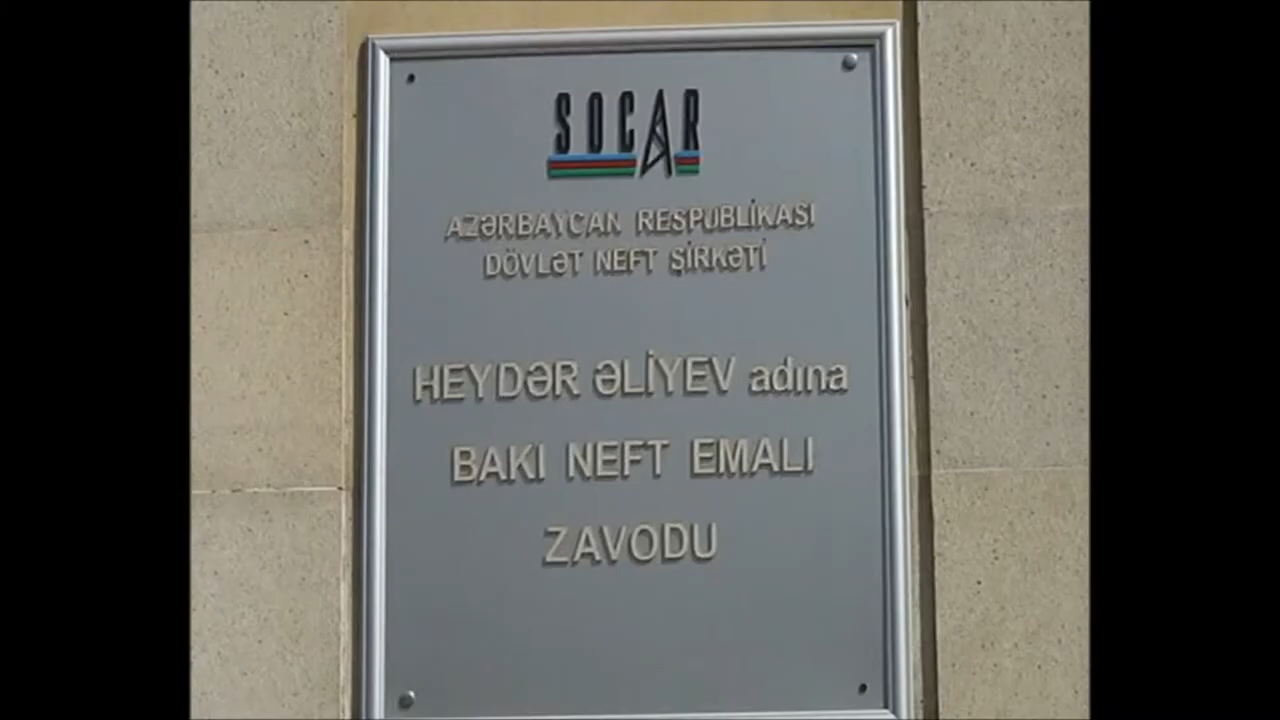 SOCAR
AZƏRBAYCAN RESPUBLİKASI
DÖVLƏT NEFT ŞİRKƏTİ
HEYDƏR ƏLİYEV adına
BAKI NEFT EMALI
ZAVODU